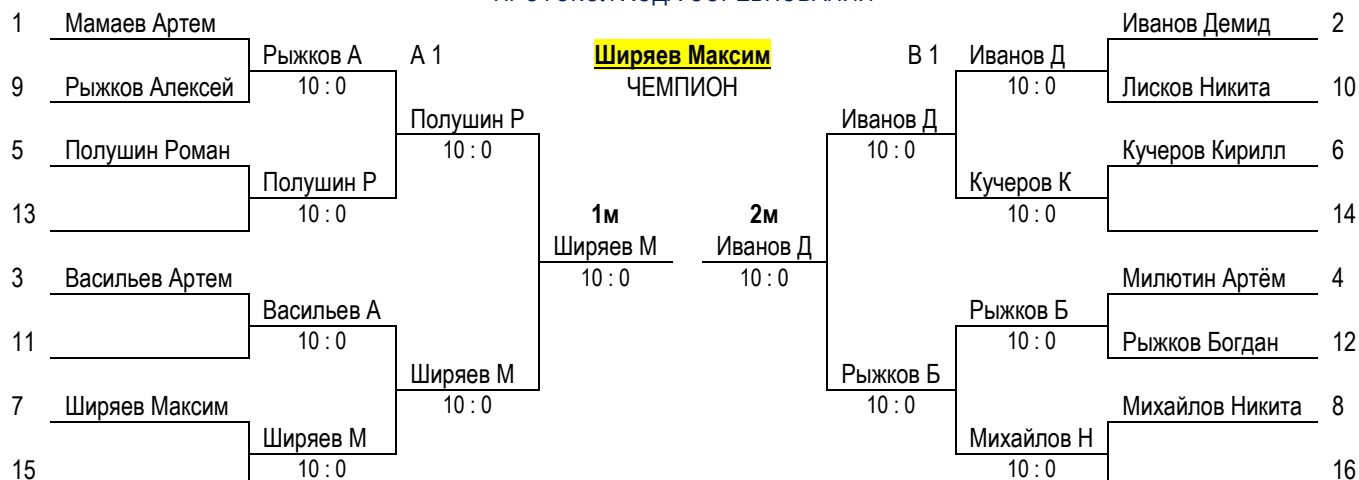 1 Мамаев Артем Иванов Демид 2
Рыжков А А 1 Ширяев Максим В 1 Иванов Д
9 Рыжков Алексей 10 : 0 ЧЕМПИОН 10 : 0 Лисков Никита 10
Полушин Р Иванов Д
5 Полушин Роман 10 : 0 10 : 0 Кучеров Кирилл 6
Полушин Р Кучеров К
13 10 : 0 1м 2м 10 : 0 14
Ширяев М Иванов Д
3 Васильев Артем 10 : 0 10 : 0 Милютин Артём 4
Васильев А Рыжков Б
11 10 : 0 10 : 0 Рыжков Богдан 12
Ширяев М Рыжков Б
7 Ширяев Максим 10 : 0 10 : 0 Михайлов Никита 8
Ширяев М Михайлов Н
15 10 : 0 10 : 0 16